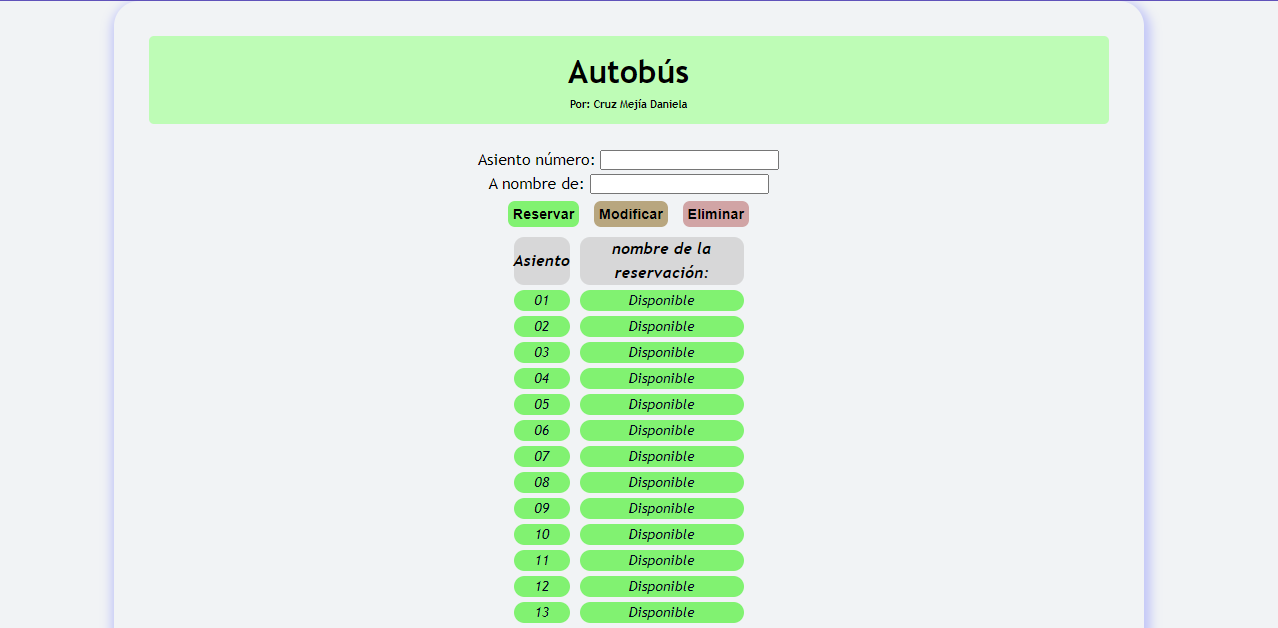 Autobús
Por: Cruz Mejía Daniela
Asiento número:
A nombre de:
Reservar Modificar Eliminar
Asiento nombre de la
reservación:
01 Disponible
02 Disponible
03 Disponible
04 Disponible
05 Disponible
06 Disponible
07 Disponible
08 Disponible
09 Disponible
10 Disponible
11 Disponible
12 Disponible
13 Disponible